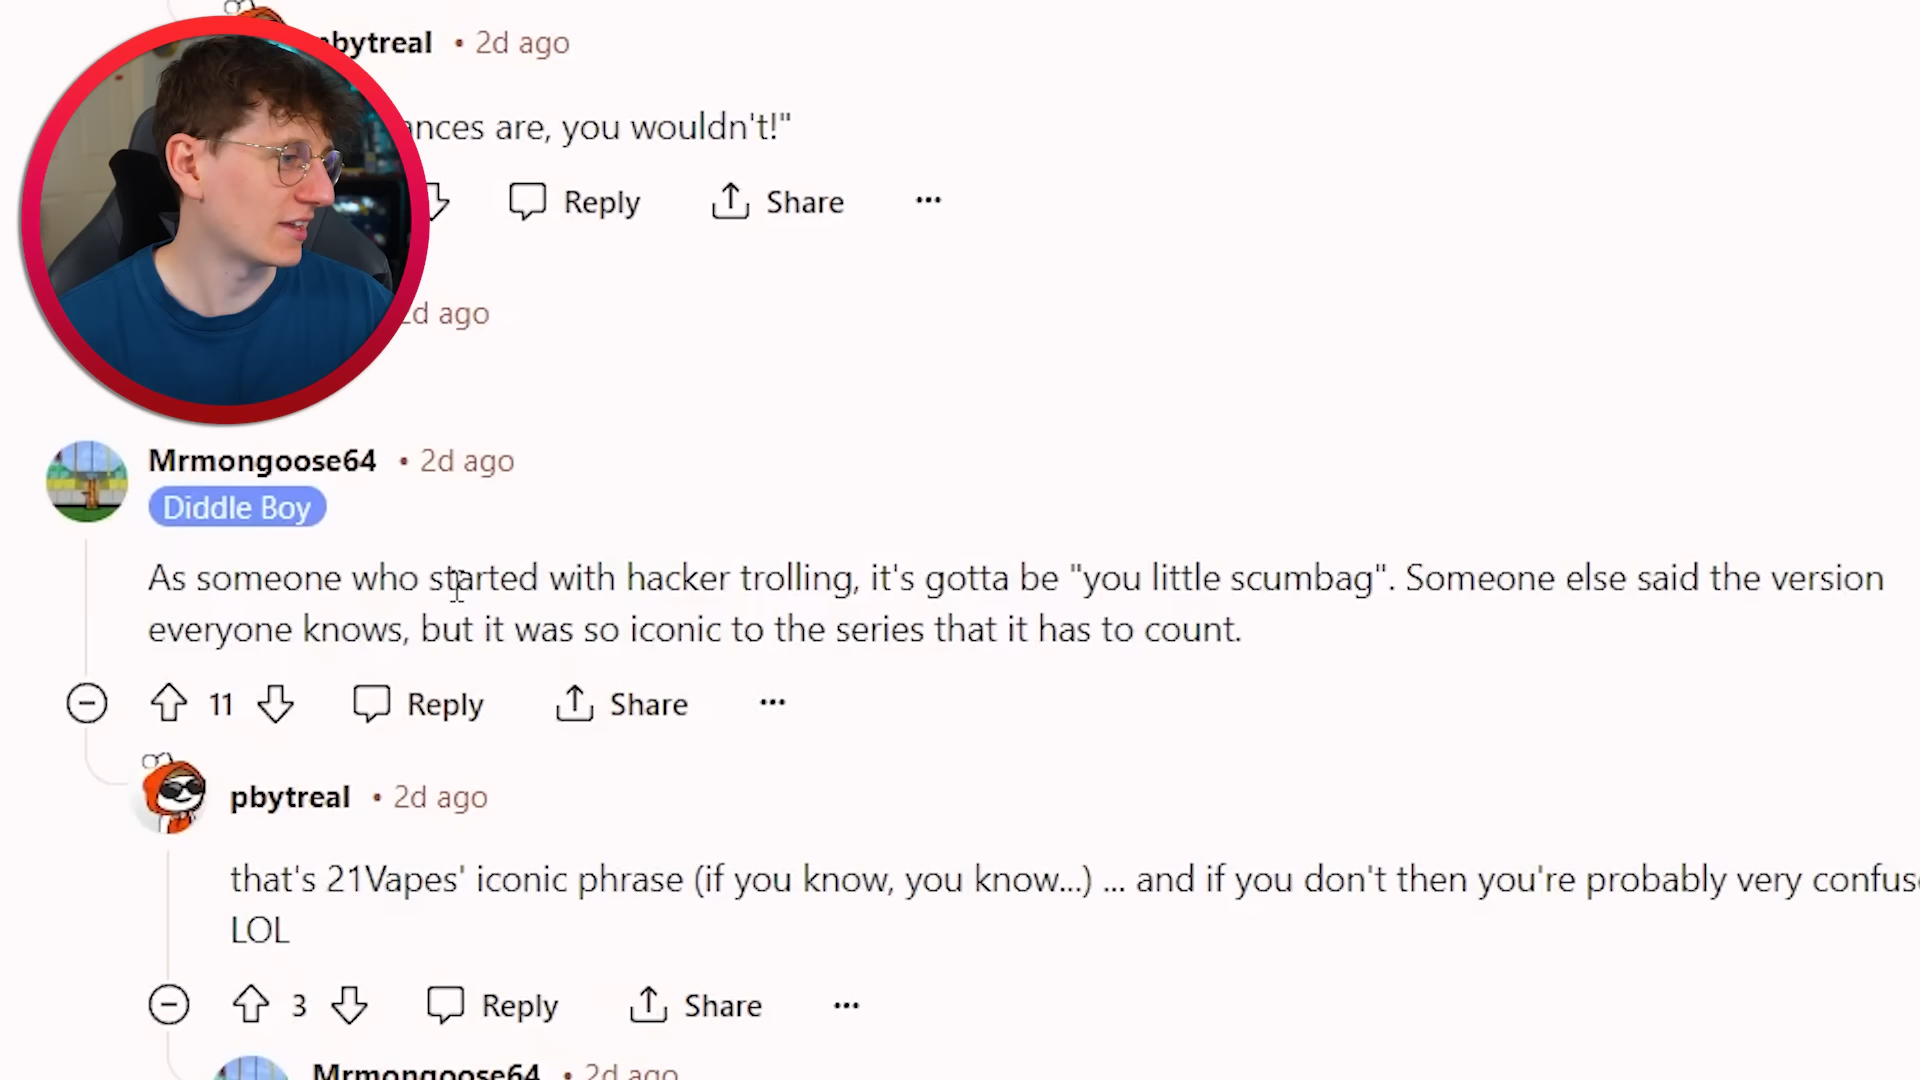 pbytreal • 2d ago
ances are, you wouldn't!"
Reply Share ...
2d ago
Mrmongoose64 • 2d ago
Diddle Boy
As someone who started with hacker trolling, it's gotta be "you little scumbag". Someone else said the version
everyone knows, but it was so iconic to the series that it has to count.
11 Reply Share ...
pbytreal • 2d ago
that's 21Vapes' iconic phrase (if you know, you know...) ... and if you don't then you're probably very confuse
LOL
3 Reply Share ...
Mrmongoose64 • 2d ago